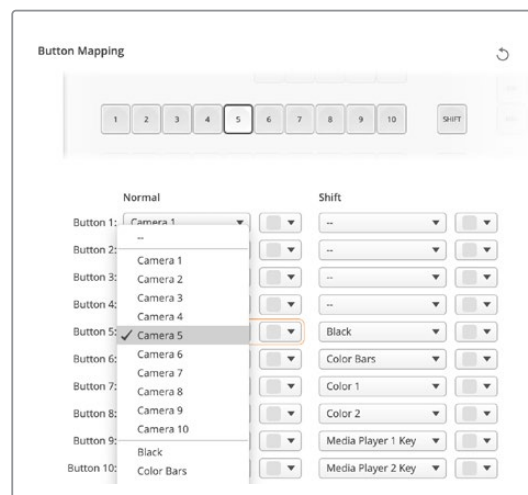 Button Mapping
1 2 3 4 5 6 7 8 9 10 SHIFT
Normal Shift
Button 1: Camera 1 --
--
Button 2: --
Camera 1
Camera 2
Button 3: --
Camera 3
Button 4: --
Camera 4
Button 5: ✓ Camera 5 Black
Button 6: Camera 6 Color Bars
Camera 7
Button 7: Color 1
Camera 8
Button 8: Camera 9 Color 2
Camera 10
Button 9: Media Player 1 Key
Black
Button 10: Color Bars Media Player 2 Key